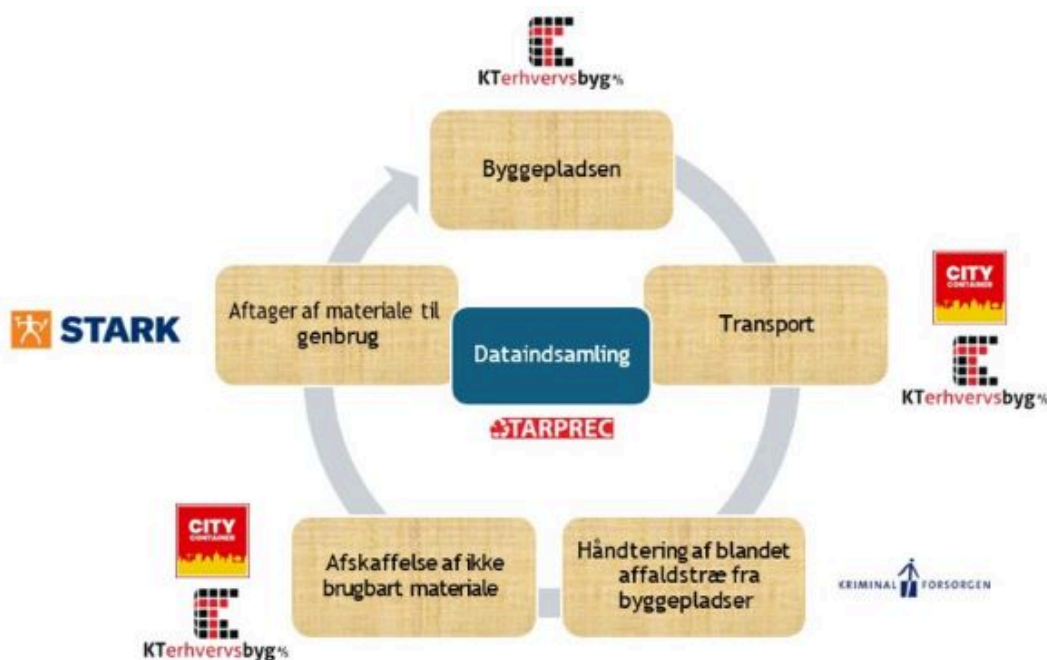 KTerhvervsbyg A/S
Byggepladsen
CITY
CONTAINER
STARK
Aftager af materiale til
genbrug
Dataindsamling
Transport
KTerhvervsbyg A/S
STARPREC
CITY
CONTAINER
Afskaffelse af ikke
brugbart materiale
Håndtering af blandet
affaldstræ fra
byggepladser
KRIMINAL FORSORGEN
KTerhvervsbyg A/S